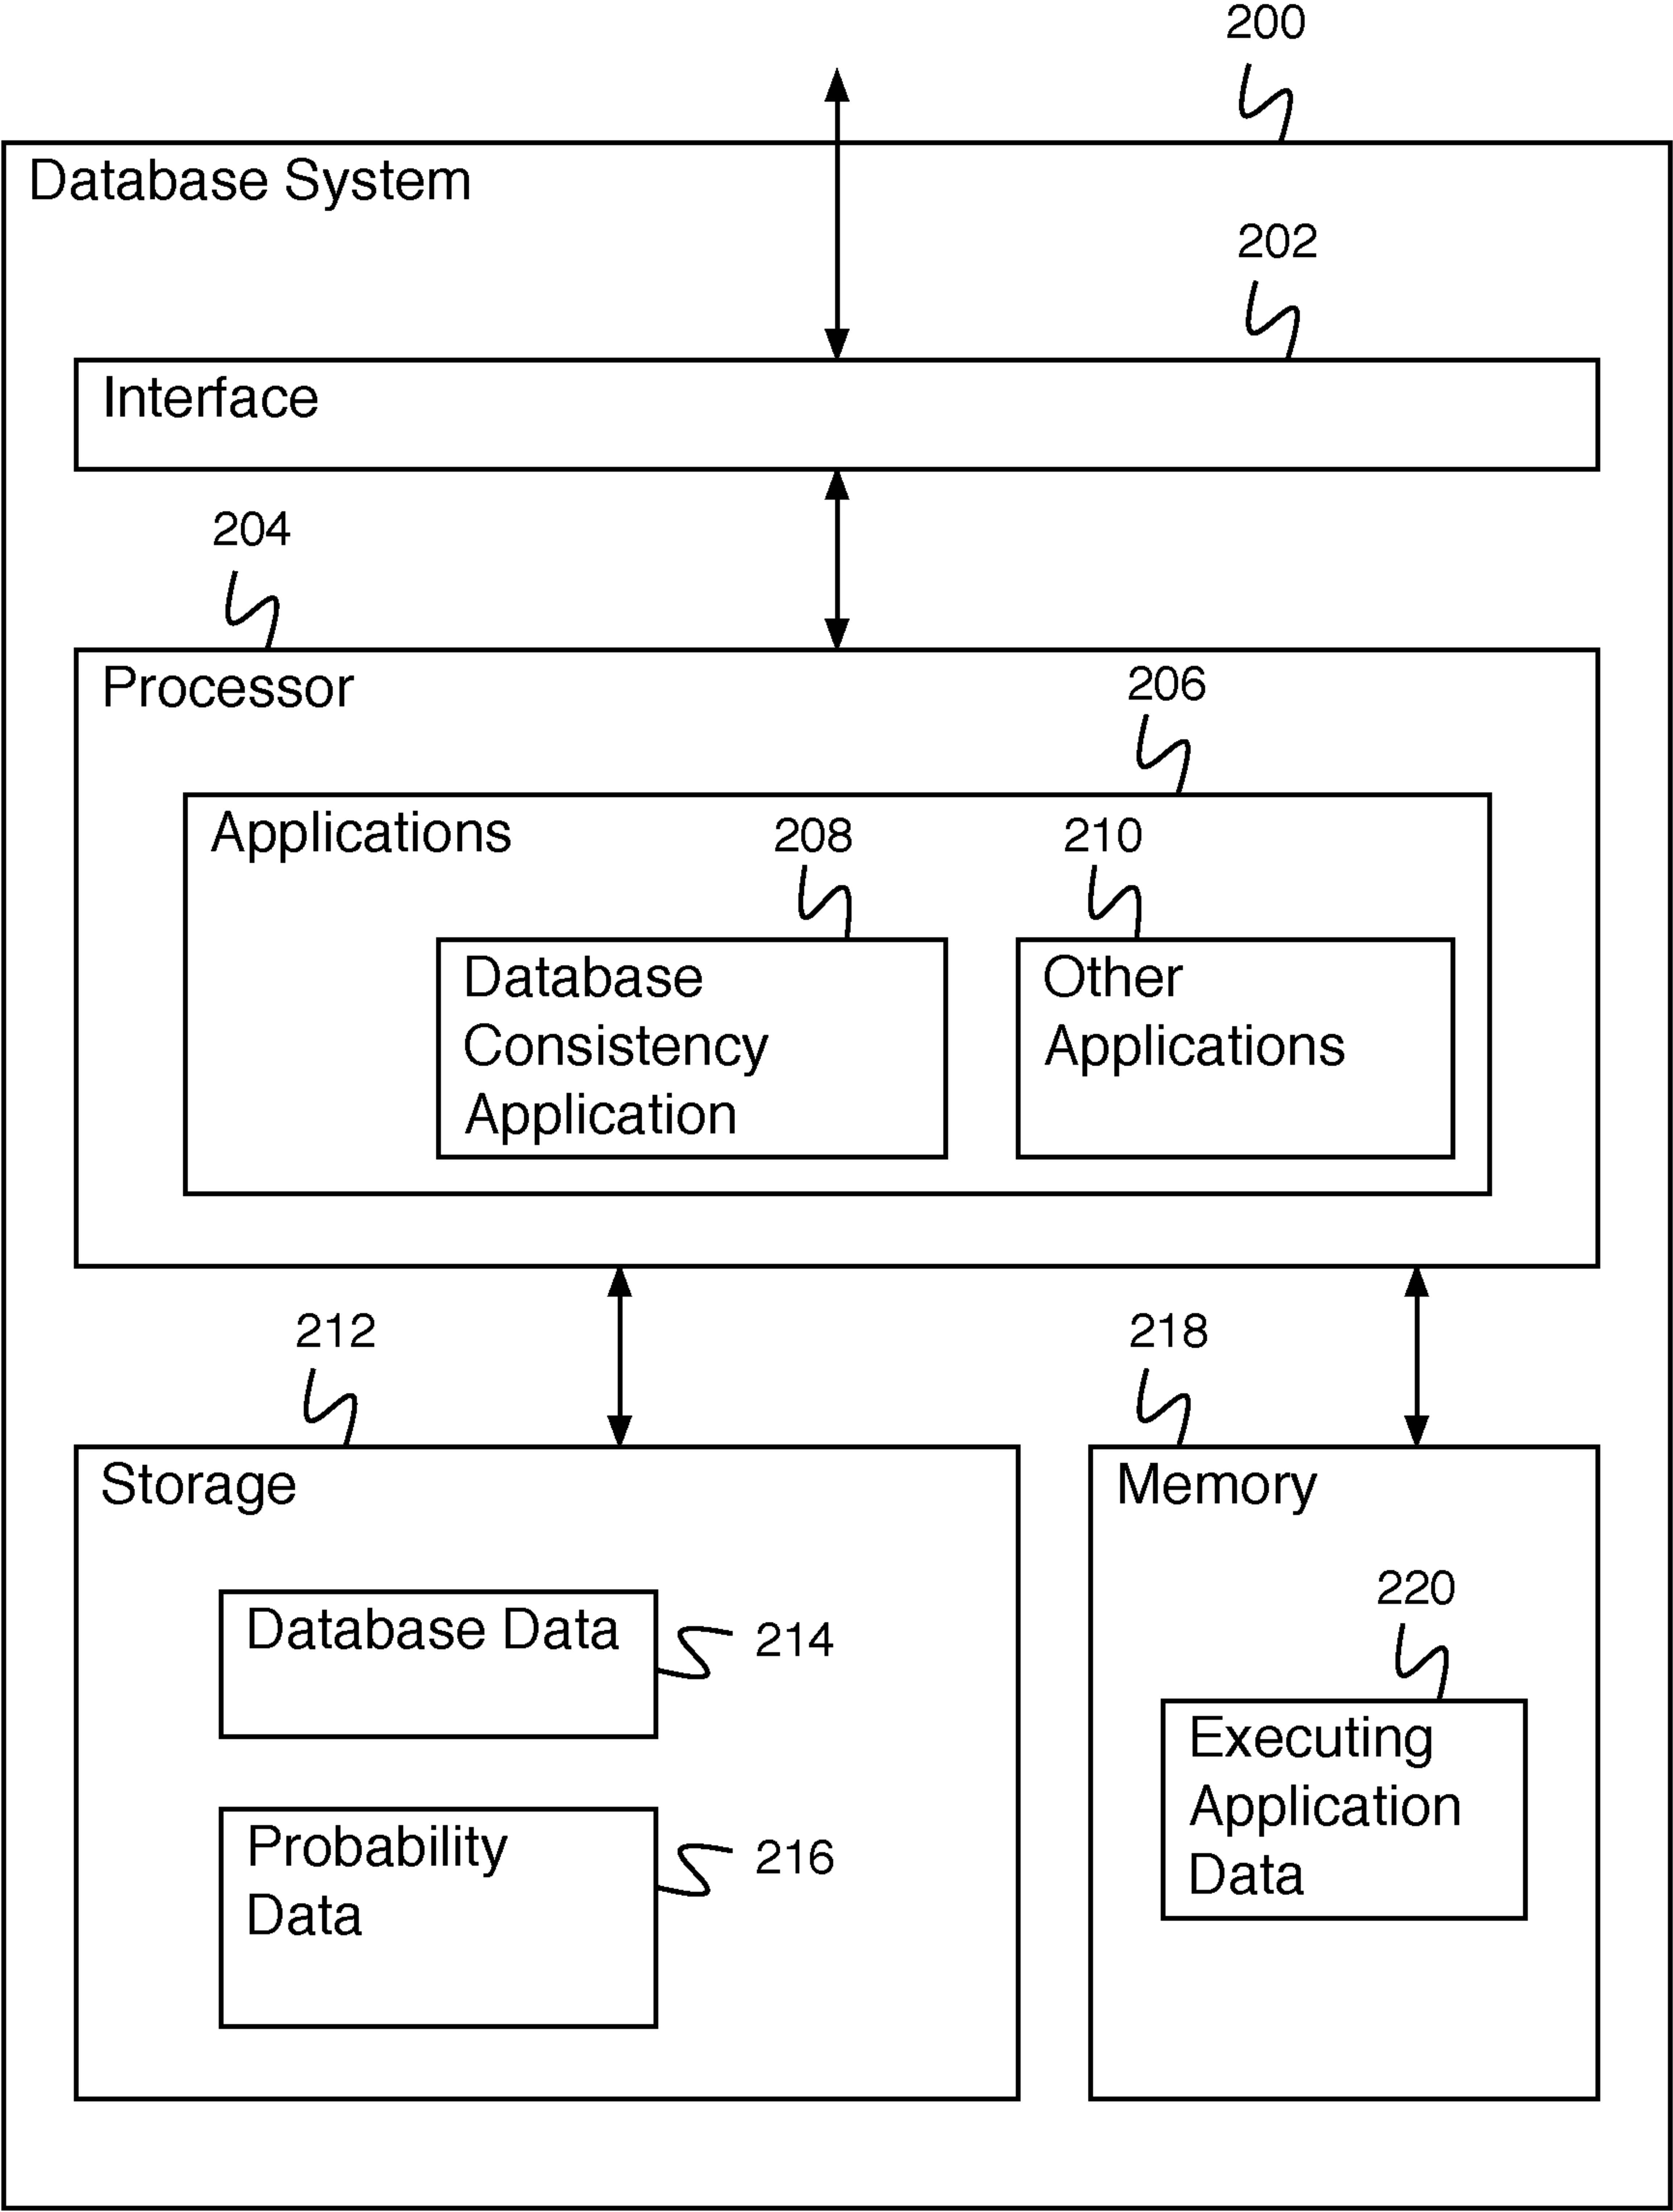 200
Database System
202
Interface
204
Processor
206
Applications
208
210
Database
Consistency
Application
Other
Applications
212
218
Storage
Memory
Database Data
214
Probability
Data
216
220
Executing
Application
Data